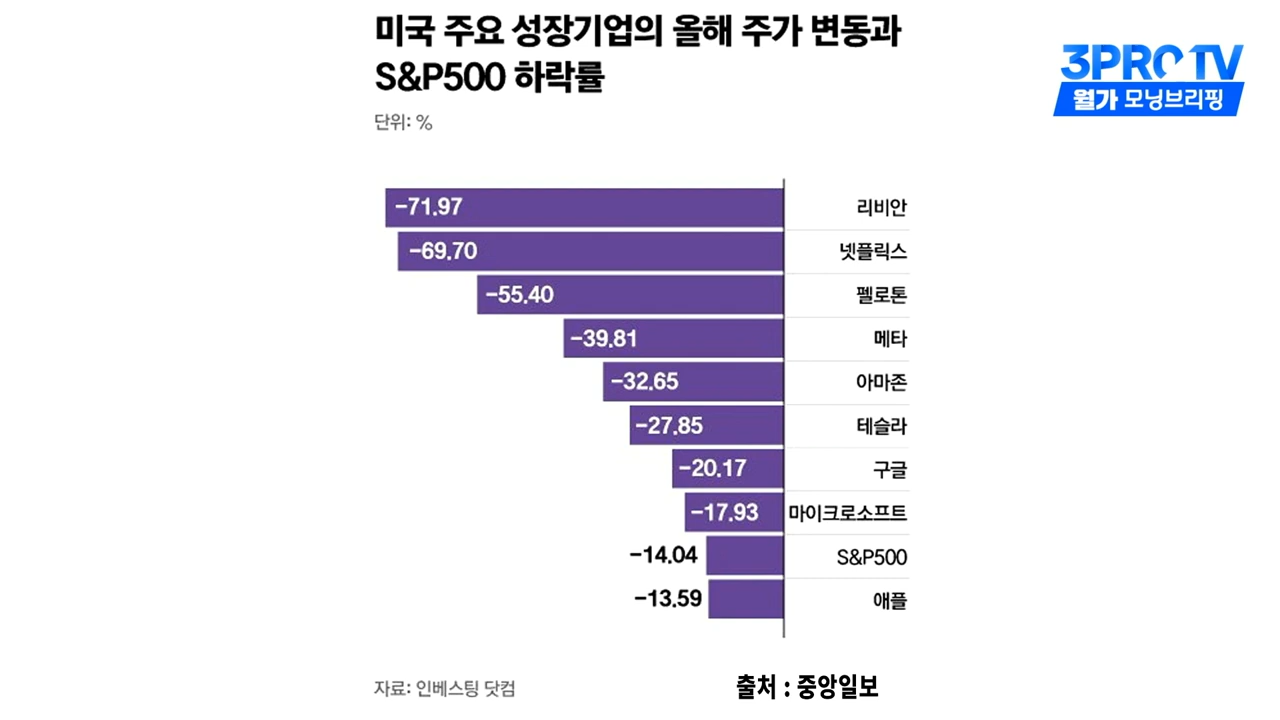 미국 주요 성장기업의 올해 주가 변동과
S&P500 하락률
단위: %
3PRO TV
월가 모닝브리핑
-71.97 리비안
-69.70 넷플릭스
-55.40 펠로톤
-39.81 메타
-32.65 아마존
-27.85 테슬라
-20.17 구글
-17.93 마이크로소프트
-14.04 S&P500
-13.59 애플
자료: 인베스팅 닷컴
출처 : 중앙일보